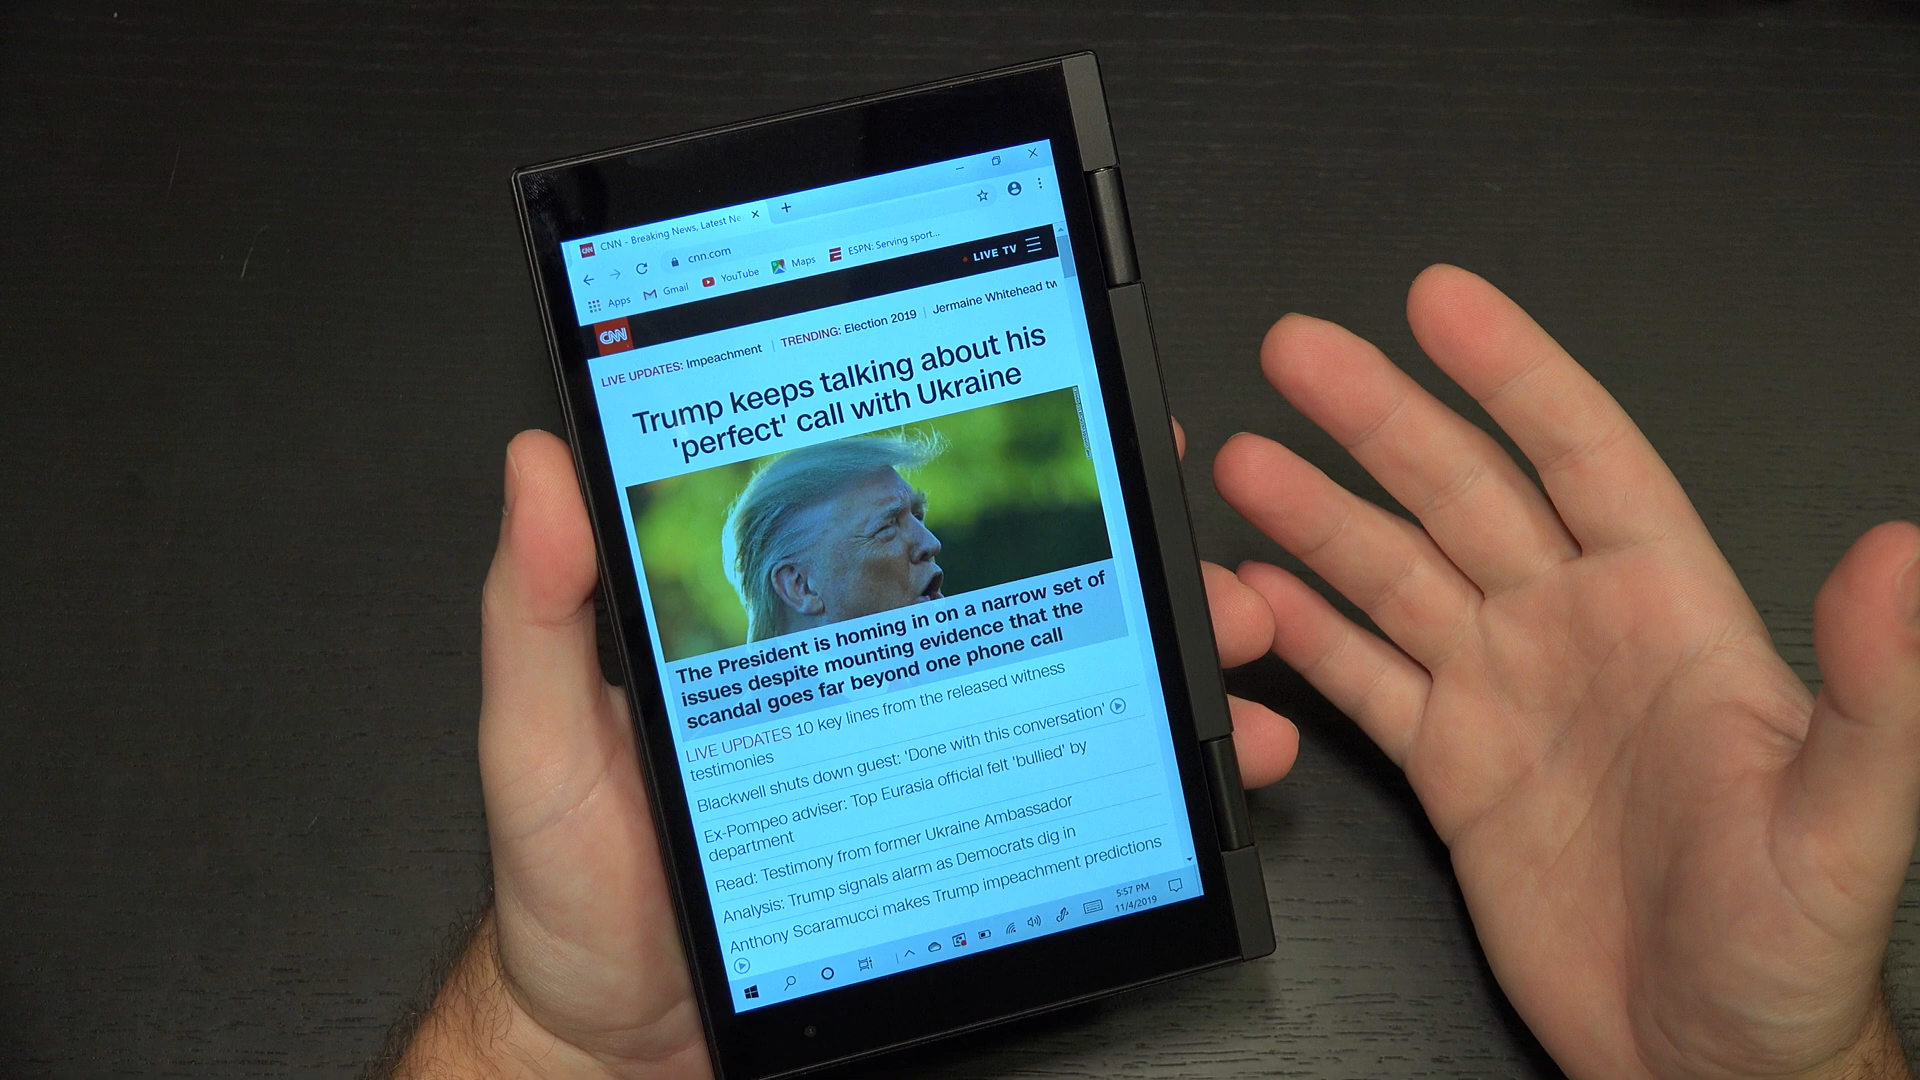 CNN - Breaking News, Latest Ne
cnn.com
Apps Gmail YouTube Maps ESPN: Serving sport...
CNN LIVE TV
LIVE UPDATES: Impeachment | TRENDING: Election 2019 | Jermaine Whitehead tw
Trump keeps talking about his
'perfect' call with Ukraine
The President is homing in on a narrow set of
issues despite mounting evidence that the
scandal goes far beyond one phone call
LIVE UPDATES 10 key lines from the released witness
testimonies
Blackwell shuts down guest: 'Done with this conversation'
Ex-Pompeo adviser: Top Eurasia official felt 'bullied' by
department
Read: Testimony from former Ukraine Ambassador
Analysis: Trump signals alarm as Democrats dig in
Anthony Scaramucci makes Trump impeachment predictions
5:57 PM
11/4/2019